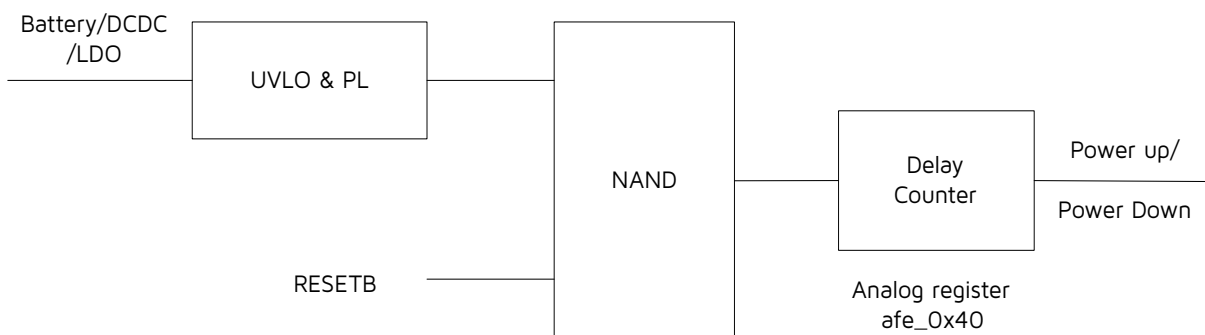 Battery/DCDC
/LDO
UVLO & PL
NAND
RESETB
Delay
Counter
Power up/
Power Down
Analog register
afe_0x40